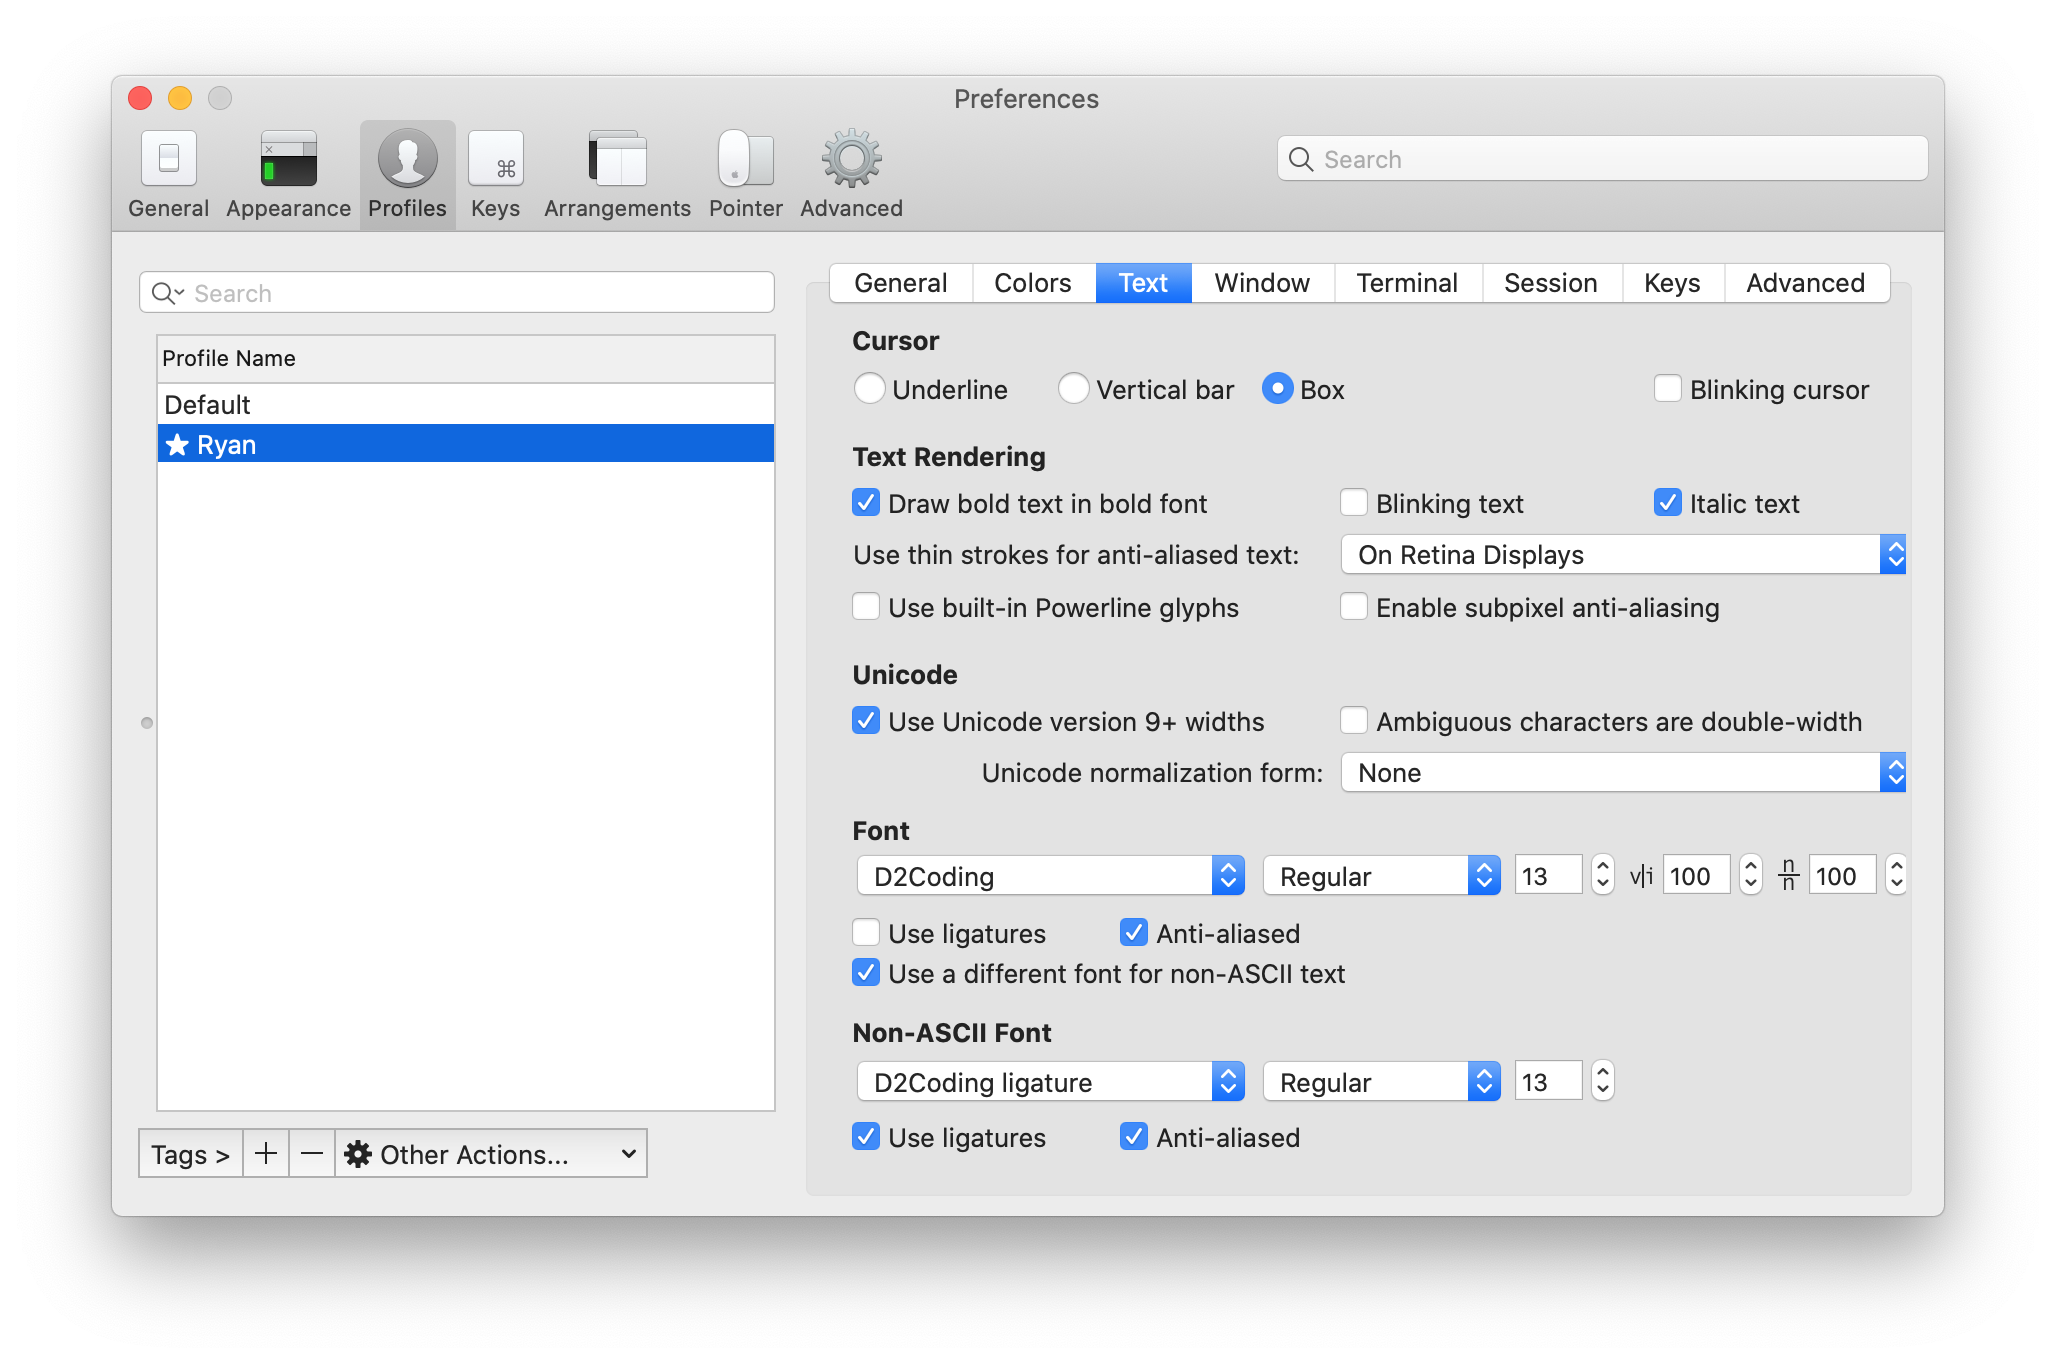 Preferences
General Appearance Profiles Keys Arrangements Pointer Advanced
Search
Search
Profile Name
Default
Ryan
Tags >
Other Actions...
General Colors Text Window Terminal Session Keys Advanced
Cursor
Underline Vertical bar Box Blinking cursor
Text Rendering
Draw bold text in bold font Blinking text Italic text
Use thin strokes for anti-aliased text: On Retina Displays
Use built-in Powerline glyphs Enable subpixel anti-aliasing
Unicode
Use Unicode version 9+ widths Ambiguous characters are double-width
Unicode normalization form: None
Font
D2Coding Regular 13 v|i 100 n/n 100
Use ligatures Anti-aliased
Use a different font for non-ASCII text
Non-ASCII Font
D2Coding ligature Regular 13
Use ligatures Anti-aliased